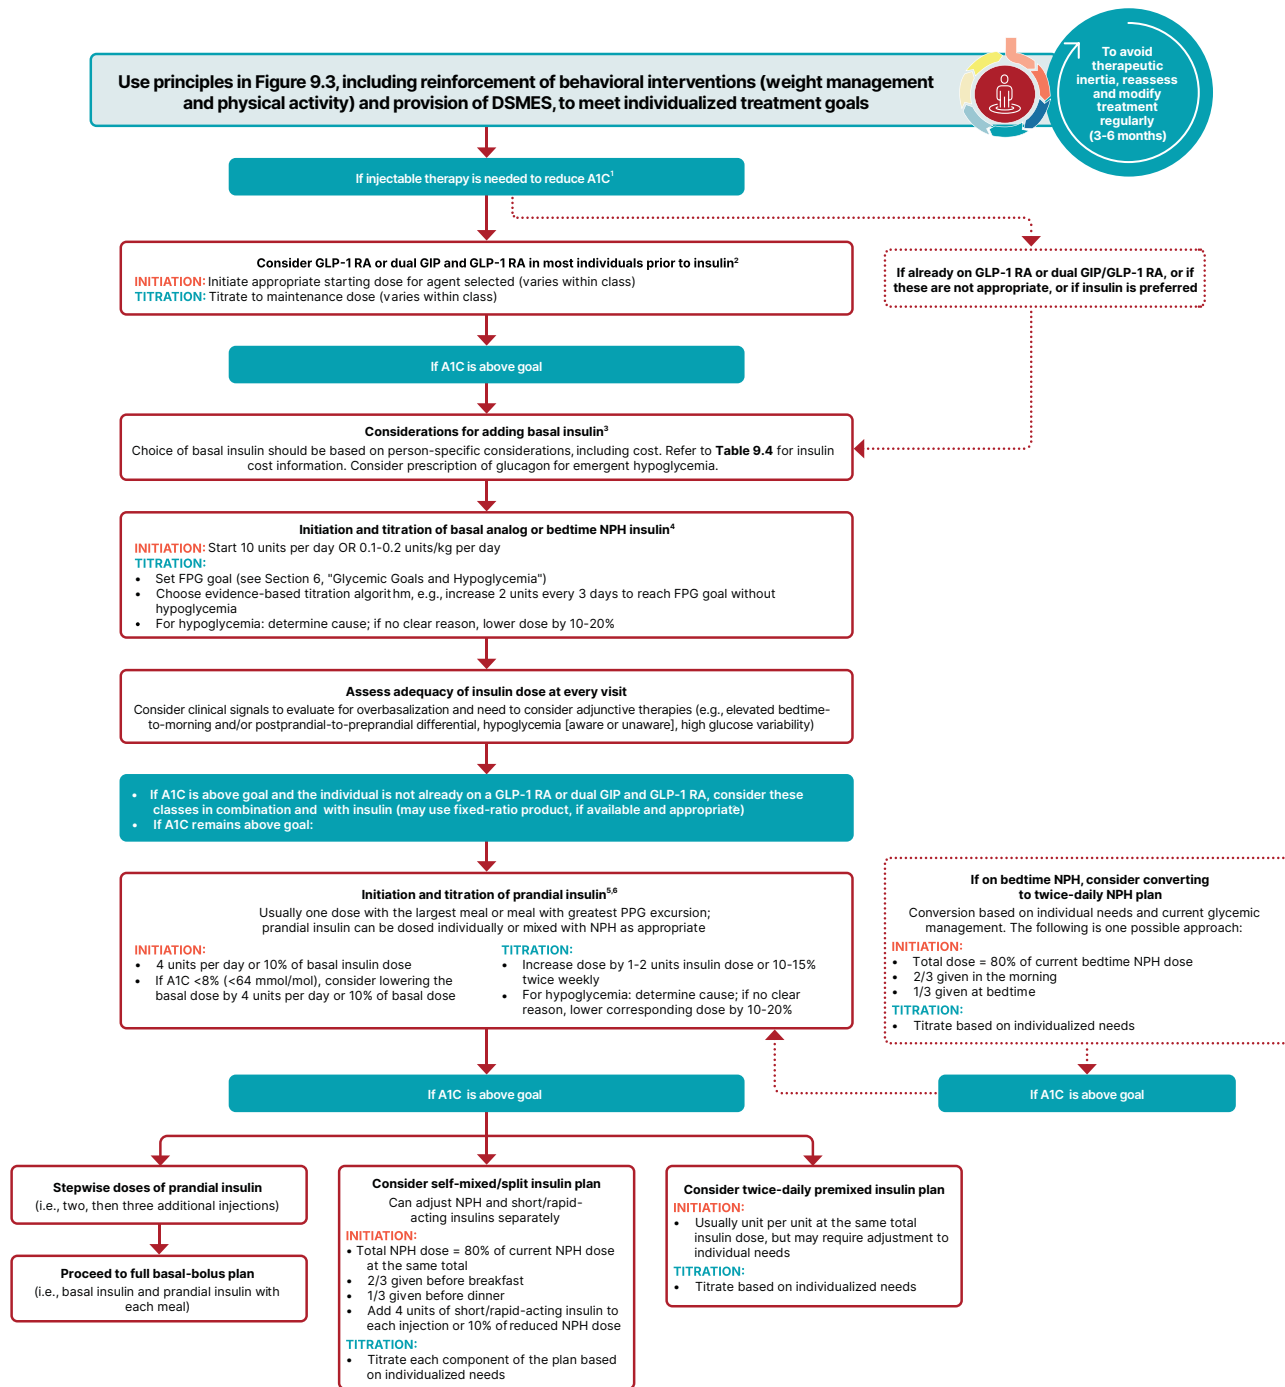 Use principles in Figure 9.3, including reinforcement of behavioral interventions (weight management
and physical activity) and provision of DSMES, to meet individualized treatment goals
To avoid
therapeutic
inertia, reassess
and modify
treatment
regularly
(3-6 months)
If injectable therapy is needed to reduce A1C1
Consider GLP-1 RA or dual GIP and GLP-1 RA in most individuals prior to insulin2
INITIATION: Initiate appropriate starting dose for agent selected (varies within class)
TITRATION: Titrate to maintenance dose (varies within class)
If already on GLP-1 RA or dual GIP/GLP-1 RA, or if
these are not appropriate, or if insulin is preferred
If A1C is above goal
Considerations for adding basal insulin3
Choice of basal insulin should be based on person-specific considerations, including cost. Refer to Table 9.4 for insulin
cost information. Consider prescription of glucagon for emergent hypoglycemia.
Initiation and titration of basal analog or bedtime NPH insulin4
INITIATION: Start 10 units per day OR 0.1-0.2 units/kg per day
TITRATION:
• Set FPG goal (see Section 6, "Glycemic Goals and Hypoglycemia")
• Choose evidence-based titration algorithm, e.g., increase 2 units every 3 days to reach FPG goal without
hypoglycemia
• For hypoglycemia: determine cause; if no clear reason, lower dose by 10-20%
Assess adequacy of insulin dose at every visit
Consider clinical signals to evaluate for overbasalization and need to consider adjunctive therapies (e.g., elevated bedtime-
to-morning and/or postprandial-to-preprandial differential, hypoglycemia [aware or unaware], high glucose variability)
• If A1C is above goal and the individual is not already on a GLP-1 RA or dual GIP and GLP-1 RA, consider these
classes in combination and with insulin (may use fixed-ratio product, if available and appropriate)
• If A1C remains above goal:
Initiation and titration of prandial insulin5,6
Usually one dose with the largest meal or meal with greatest PPG excursion;
prandial insulin can be dosed individually or mixed with NPH as appropriate
INITIATION:
• 4 units per day or 10% of basal insulin dose
• If A1C <8% (<64 mmol/mol), consider lowering the
basal dose by 4 units per day or 10% of basal dose
TITRATION:
• Increase dose by 1-2 units insulin dose or 10-15%
twice weekly
• For hypoglycemia: determine cause; if no clear
reason, lower corresponding dose by 10-20%
If on bedtime NPH, consider converting
to twice-daily NPH plan
Conversion based on individual needs and current glycemic
management. The following is one possible approach:
INITIATION:
• Total dose = 80% of current bedtime NPH dose
• 2/3 given in the morning
• 1/3 given at bedtime
TITRATION:
• Titrate based on individualized needs
If A1C is above goal
If A1C is above goal
Stepwise doses of prandial insulin
(i.e., two, then three additional injections)
Proceed to full basal-bolus plan
(i.e., basal insulin and prandial insulin with
each meal)
Consider self-mixed/split insulin plan
Can adjust NPH and short/rapid-
acting insulins separately
INITIATION:
• Total NPH dose = 80% of current NPH dose
at the same total
• 2/3 given before breakfast
• 1/3 given before dinner
• Add 4 units of short/rapid-acting insulin to
each injection or 10% of reduced NPH dose
TITRATION:
• Titrate each component of the plan based
on individualized needs
Consider twice-daily premixed insulin plan
INITIATION:
• Usually unit per unit at the same total
insulin dose, but may require adjustment to
individual needs
TITRATION:
• Titrate based on individualized needs